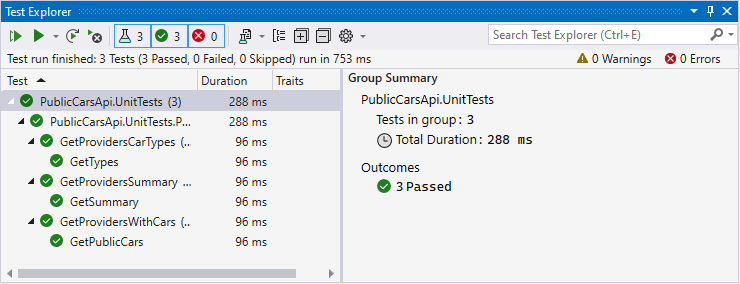 Test Explorer
3 3 0 Search Test Explorer (Ctrl+E)
Test run finished: 3 Tests (3 Passed, 0 Failed, 0 Skipped) run in 753 ms 0 Warnings 0 Errors
Test Duration Traits
PublicCarsApi.UnitTests (3) 288 ms
PublicCarsApi.UnitTests.P... 288 ms
GetProvidersCarTypes (... 96 ms
GetTypes 96 ms
GetProvidersSummary ... 96 ms
GetSummary 96 ms
GetProvidersWithCars (... 96 ms
GetPublicCars 96 ms
Group Summary
PublicCarsApi.UnitTests
Tests in group: 3
Total Duration: 288 ms
Outcomes
3 Passed